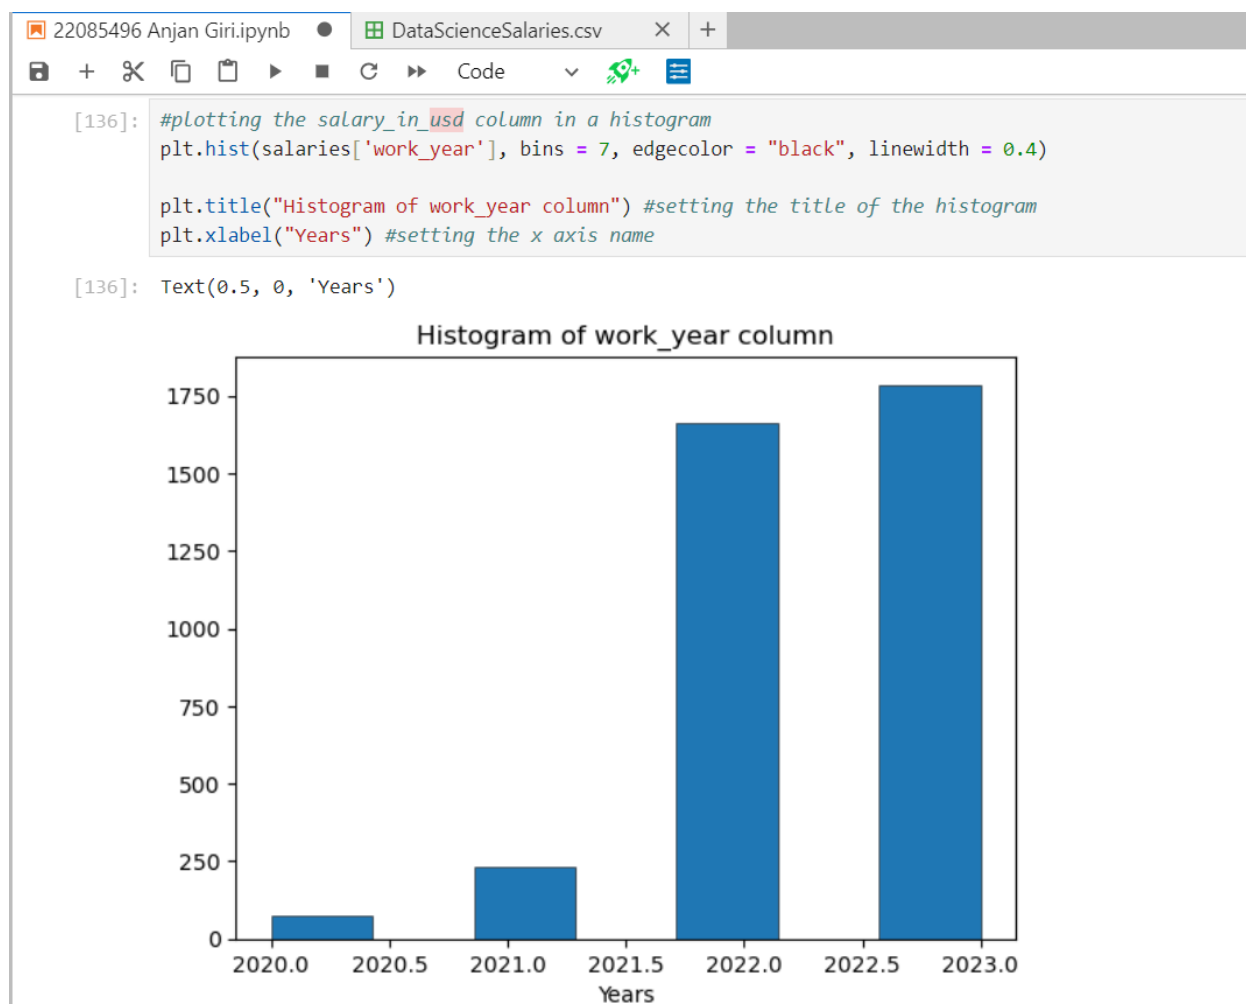 22085496 Anjan Giri.ipynb
DataScienceSalaries.csv
Code
[136]:
#plotting the salary_in_usd column in a histogram
plt.hist(salaries['work_year'], bins = 7, edgecolor = "black", linewidth = 0.4)
plt.title("Histogram of work_year column") #setting the title of the histogram
plt.xlabel("Years") #setting the x axis name
[136]: Text(0.5, 0, 'Years')
Histogram of work_year column
1750
1500
1250
1000
750
500
250
0
2020.0 2020.5 2021.0 2021.5 2022.0 2022.5 2023.0
Years